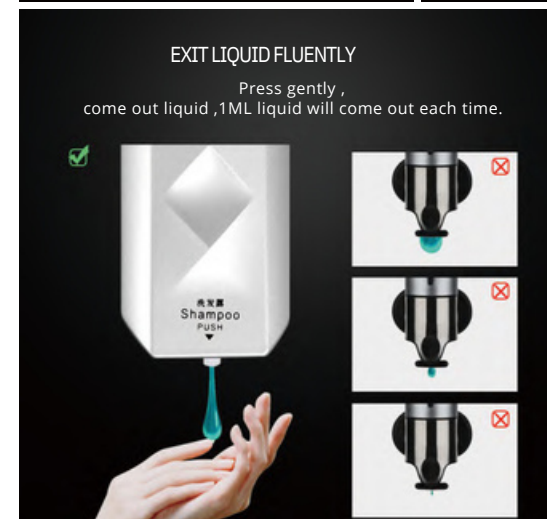 EXIT LIQUID FLUENTLY
Press gently ,
come out liquid ,1ML liquid will come out each time.
洗发露
Shampoo
PUSH